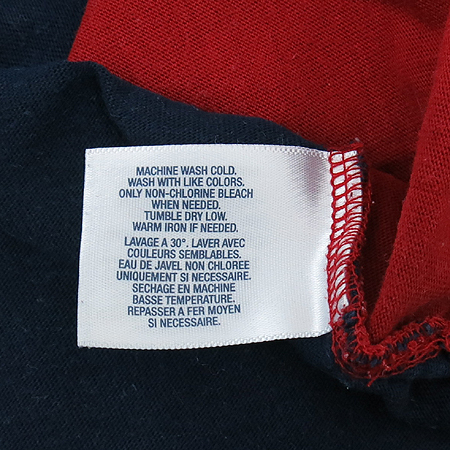 MACHINE WASH COLD.
WASH WITH LIKE COLORS.
ONLY NON-CHLORINE BLEACH
WHEN NEEDED.
TUMBLE DRY LOW.
WARM IRON IF NEEDED.
LAVAGE A 30°. LAVER AVEC
COULEURS SEMBLABLES.
EAU DE JAVEL NON CHLOREE
UNIQUEMENT SI NECESSAIRE.
SECHAGE EN MACHINE
BASSE TEMPERATURE.
REPASSER A FER MOYEN
SI NECESSAIRE.